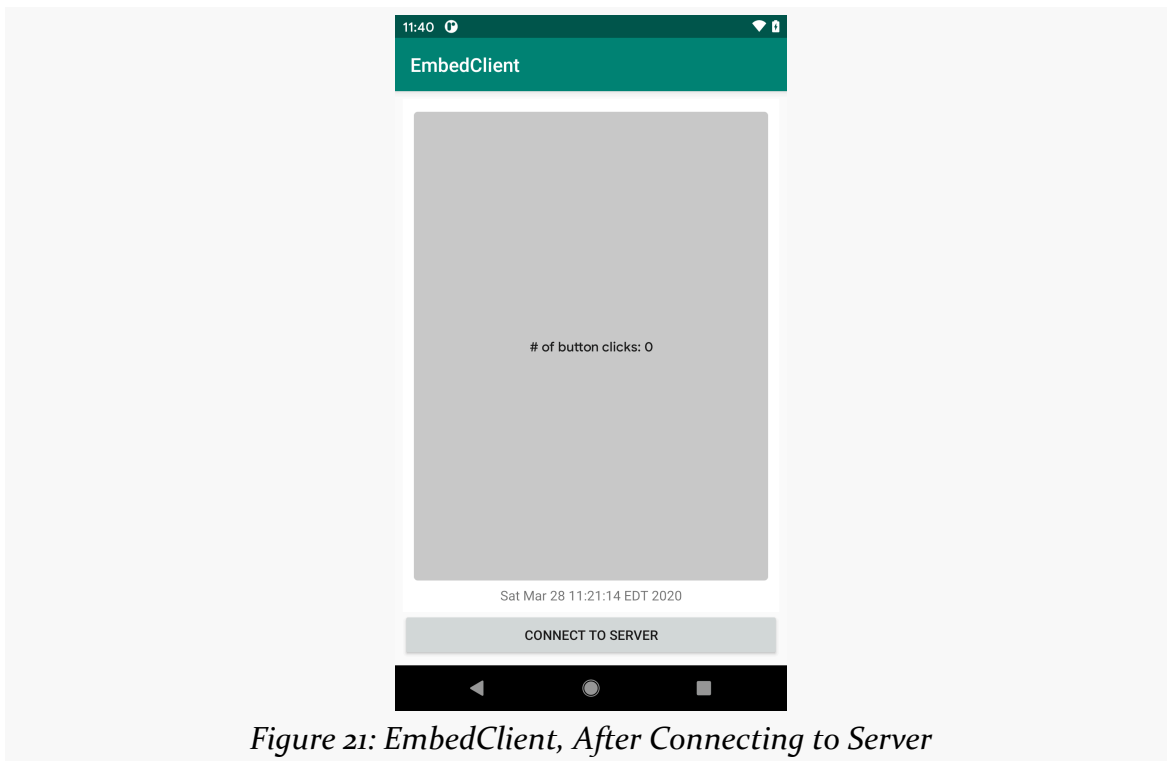 11:40
EmbedClient
# of button clicks: 0
Sat Mar 28 11:21:14 EDT 2020
CONNECT TO SERVER
Figure 21: EmbedClient, After Connecting to Server